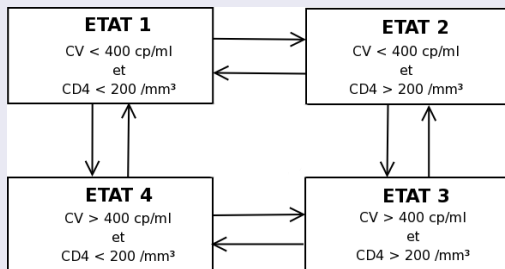 ETAT 1
CV < 400 cp/ml
et
CD4 < 200 /mm³
ETAT 2
CV < 400 cp/ml
et
CD4 > 200 /mm³
ETAT 4
CV > 400 cp/ml
et
CD4 < 200 /mm³
ETAT 3
CV > 400 cp/ml
et
CD4 > 200 /mm³